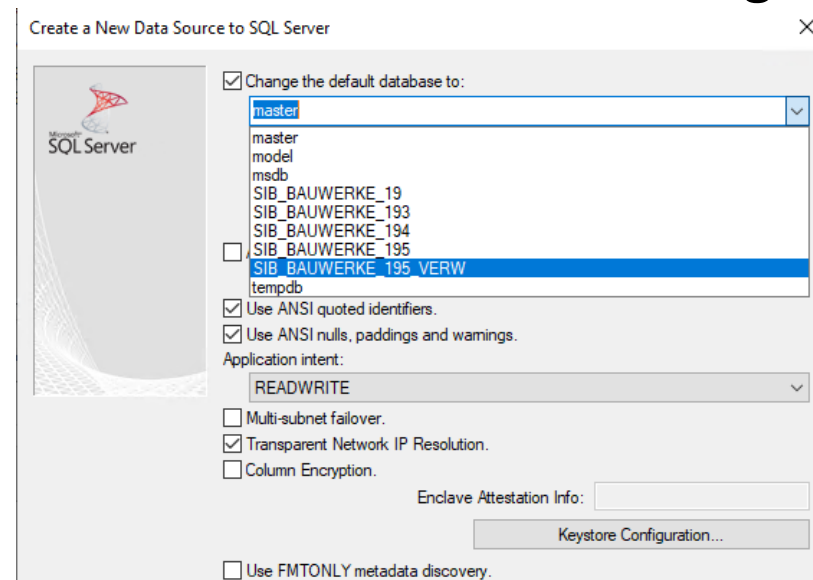 Create a New Data Source to SQL Server
Microsoft
SQL Server
Change the default database to:
master
master
model
msdb
SIB_BAUWERKE_19
SIB_BAUWERKE_193
SIB_BAUWERKE_194
SIB_BAUWERKE_195
SIB_BAUWERKE_195_VERW
tempdb
Use ANSI quoted identifiers.
Use ANSI nulls, paddings and warnings.
Application intent:
READWRITE
Multi-subnet failover.
Transparent Network IP Resolution.
Column Encryption.
Enclave Attestation Info:
Keystore Configuration...
Use FMTONLY metadata discovery.